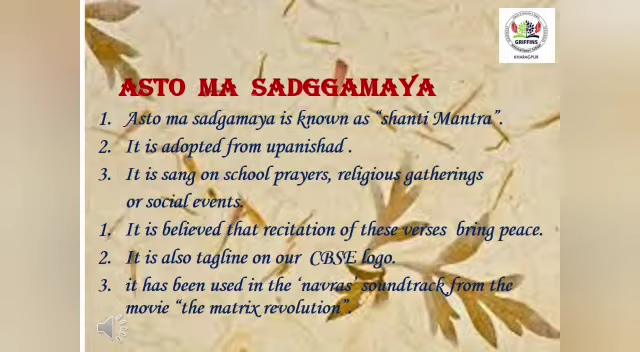 GRIFFINS
KHARAGPUR
ASTO MA SADGGAMAYA
1. Asto ma sadgamaya is known as “shanti Mantra”.
2. It is adopted from upanishad .
3. It is sang on school prayers, religious gatherings
or social events.
1. It is believed that recitation of these verses bring peace.
2. It is also tagline on our CBSE logo.
3. it has been used in the ‘navras’ soundtrack from the
movie “the matrix revolution”.